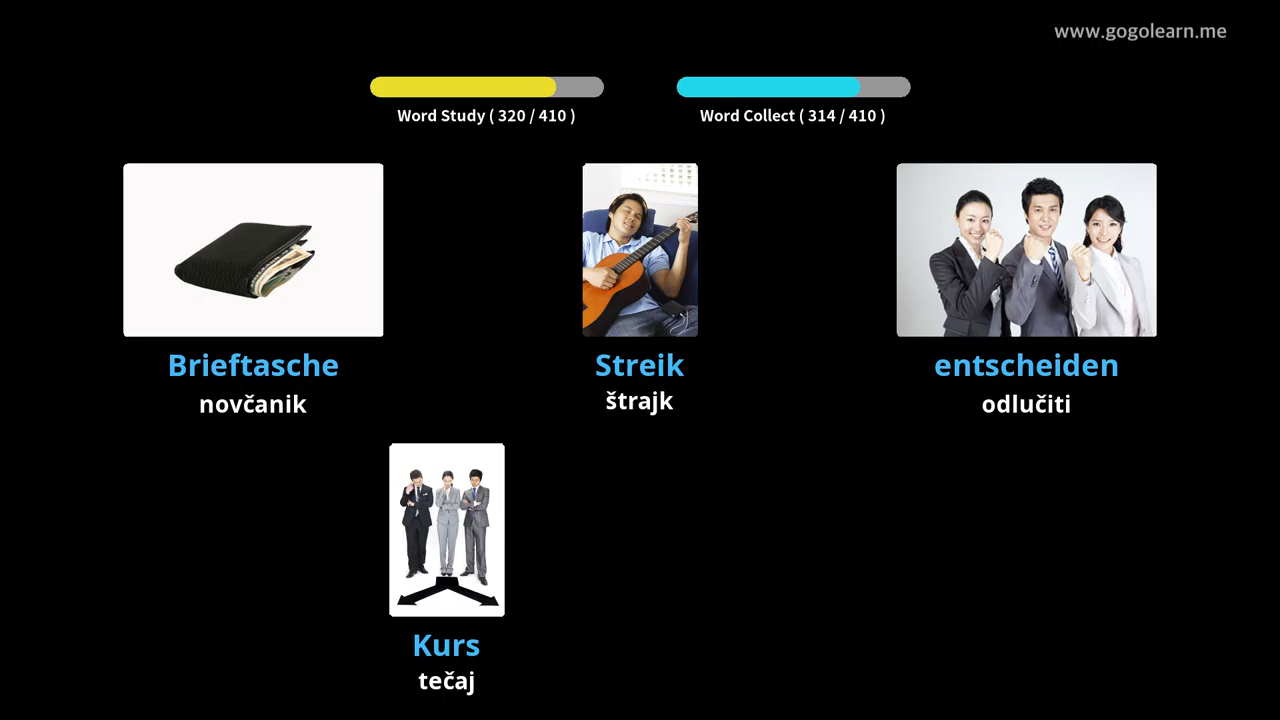 www.gogolearn.me
Word Study ( 320 / 410 )
Word Collect ( 314 / 410 )
Brieftasche
novčanik
Streik
štrajk
entscheiden
odlučiti
Kurs
tečaj